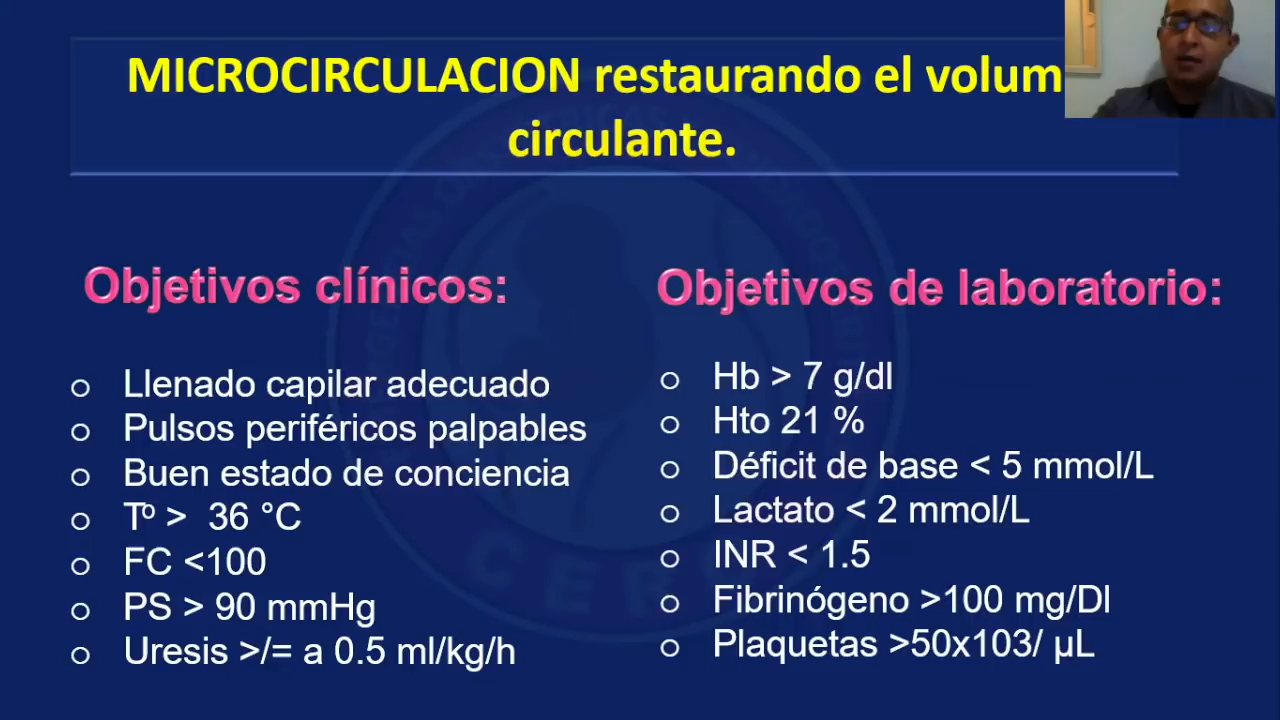 MICROCIRCULACION restaurando el volum
circulante.
Objetivos clínicos:
o Llenado capilar adecuado
o Pulsos periféricos palpables
o Buen estado de conciencia
o Tº > 36 °C
o FC <100
o PS > 90 mmHg
o Uresis >/= a 0.5 ml/kg/h
Objetivos de laboratorio:
o Hb > 7 g/dl
o Hto 21 %
o Déficit de base < 5 mmol/L
o Lactato < 2 mmol/L
o INR < 1.5
o Fibrinógeno >100 mg/Dl
o Plaquetas >50x103/ µL